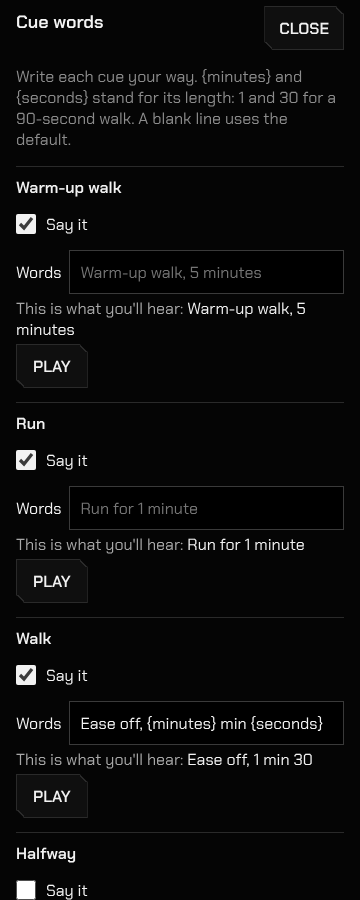 Cue words
CLOSE
Write each cue your way. {minutes} and
{seconds} stand for its length: 1 and 30 for a
90-second walk. A blank line uses the
default.
Warm-up walk
Say it
Words
Warm-up walk, 5 minutes
This is what you'll hear: Warm-up walk, 5
minutes
PLAY
Run
Say it
Words
Run for 1 minute
This is what you'll hear: Run for 1 minute
PLAY
Walk
Say it
Words
Ease off, {minutes} min {seconds}
This is what you'll hear: Ease off, 1 min 30
PLAY
Halfway
Say it